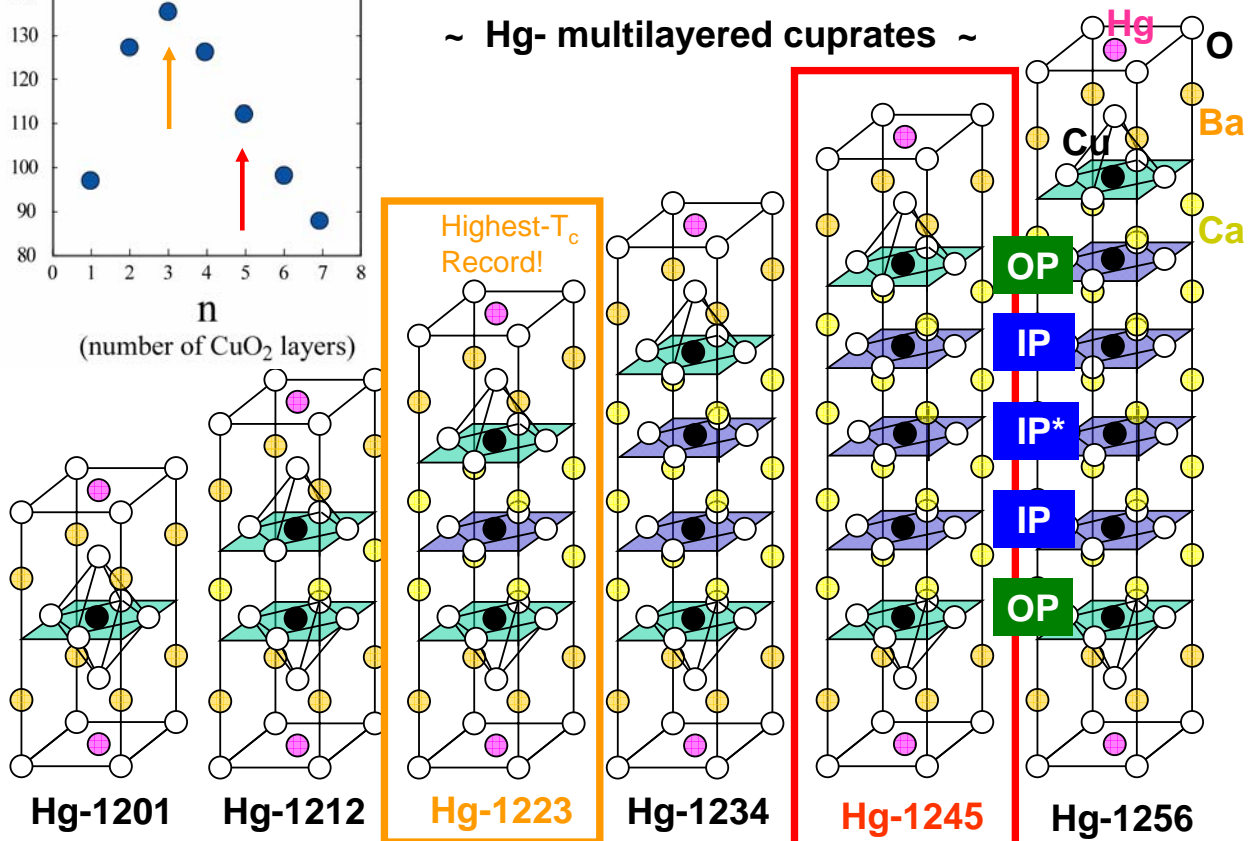 ~ Hg- multilayered cuprates ~
Hg
O
Ba
Cu
Ca
130
120
110
100
90
80
0 1 2 3 4 5 6 7 8
n
(number of CuO₂ layers)
Highest-Tc
Record!
OP
IP
IP*
IP
OP
Hg-1201 Hg-1212 Hg-1223 Hg-1234 Hg-1245 Hg-1256